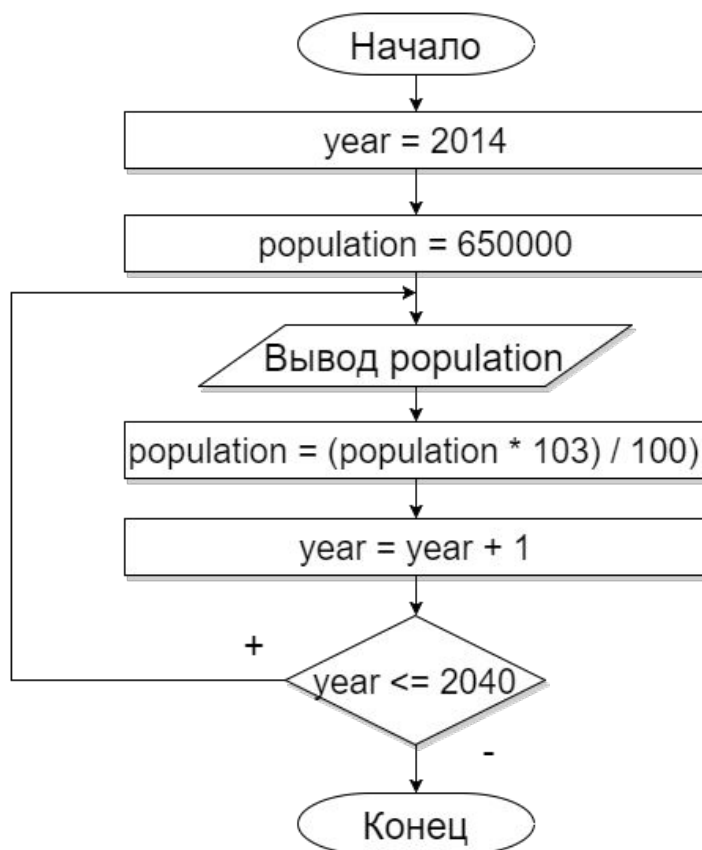 Начало
year = 2014
population = 650000
Вывод population
population = (population * 103) / 100)
year = year + 1
+
year <= 2040
-
Конец